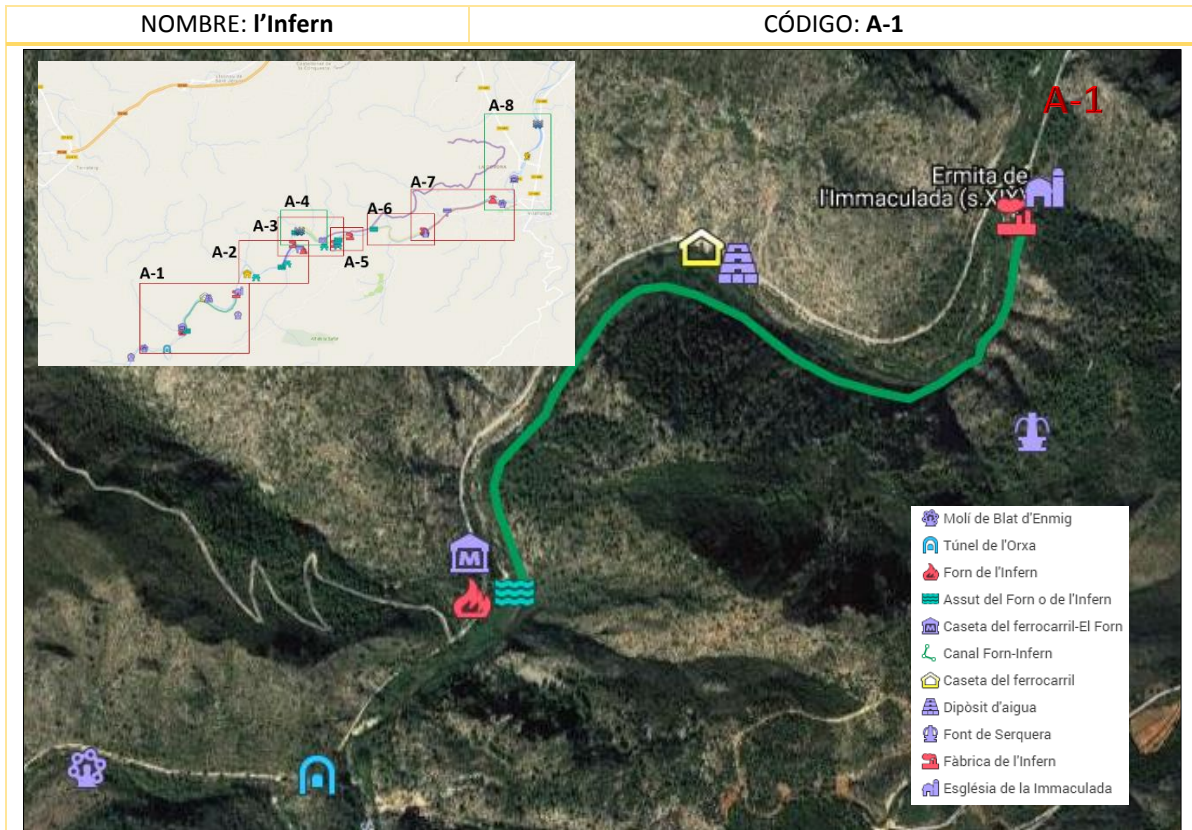 NOMBRE: l'Infern
CÓDIGO: A-1
A-8
A-7
A-6
A-4
A-3
A-5
A-2
A-1
A-1
Ermita de
l'Immaculada (s.XIX)
Molí de Blat d'Enmig
Túnel de l'Orxa
Forn de l'Infern
Assut del Forn o de l'Infern
Caseta del ferrocarril-El Forn
Canal Forn-Infern
Caseta del ferrocarril
Dipòsit d'aigua
Font de Serquera
Fàbrica de l'Infern
Església de la Immaculada
M